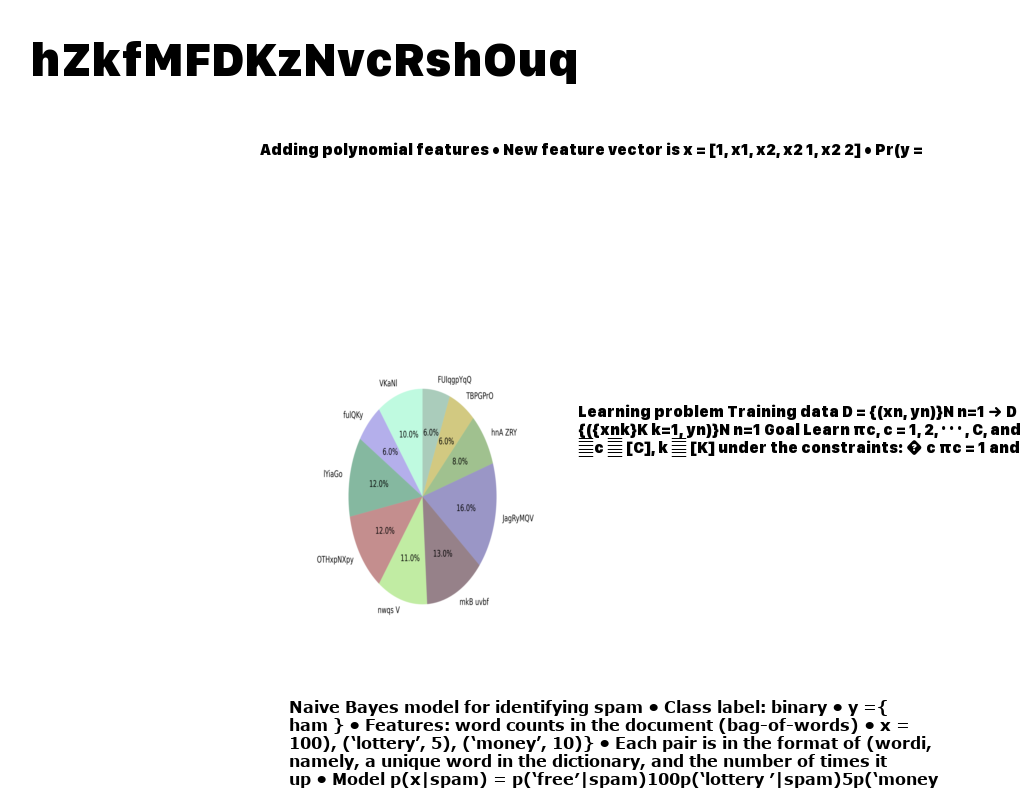 hZkfMFDKzNvcRshOuq
Adding polynomial features • New feature vector is x = [1, x1, x2, x2 1, x2 2] • Pr(y =
VKaNl
FUlqgpYqQ
TBPGPrO
fulQKy
hnA ZRY
10.0%
6.0%
6.0%
6.0%
8.0%
lYiaGo
12.0%
16.0%
JagRyMQV
12.0%
13.0%
11.0%
OTHxpNXpy
mkB uvbf
nwqs V
Learning problem Training data D = {(xn, yn)}N n=1 → D
{({xnk}K k=1, yn)}N n=1 Goal Learn πc, c = 1, 2, · · · , C, and
c [C], k [K] under the constraints: � c πc = 1 and
Naive Bayes model for identifying spam • Class label: binary • y ={
ham } • Features: word counts in the document (bag-of-words) • x =
100), (‘lottery’, 5), (‘money’, 10)} • Each pair is in the format of (wordi,
namely, a unique word in the dictionary, and the number of times it
up • Model p(x|spam) = p(‘free’|spam)100p(‘lottery ’|spam)5p(‘money